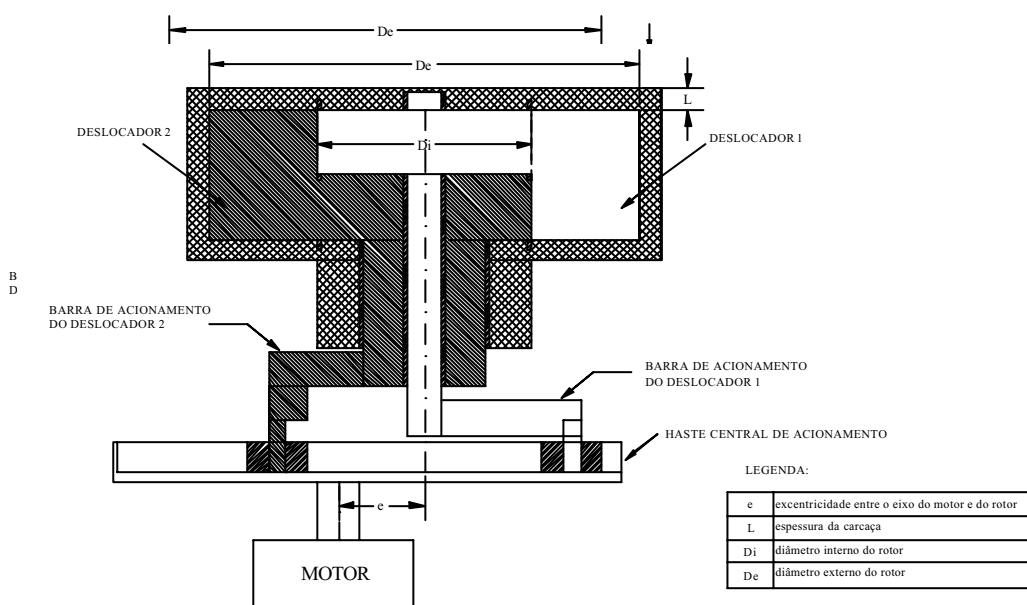 De
De
L
DESLOCADOR 2
DESLOCADOR 1
Di
B
D
BARRA DE ACIONAMENTO
DO DESLOCADOR 2
BARRA DE ACIONAMENTO
DO DESLOCADOR 1
HASTE CENTRAL DE ACIONAMENTO
e
MOTOR
LEGENDA:
e excentricidade entre o eixo do motor e do rotor
L espessura da carcaça
Di diâmetro interno do rotor
De diâmetro externo do rotor